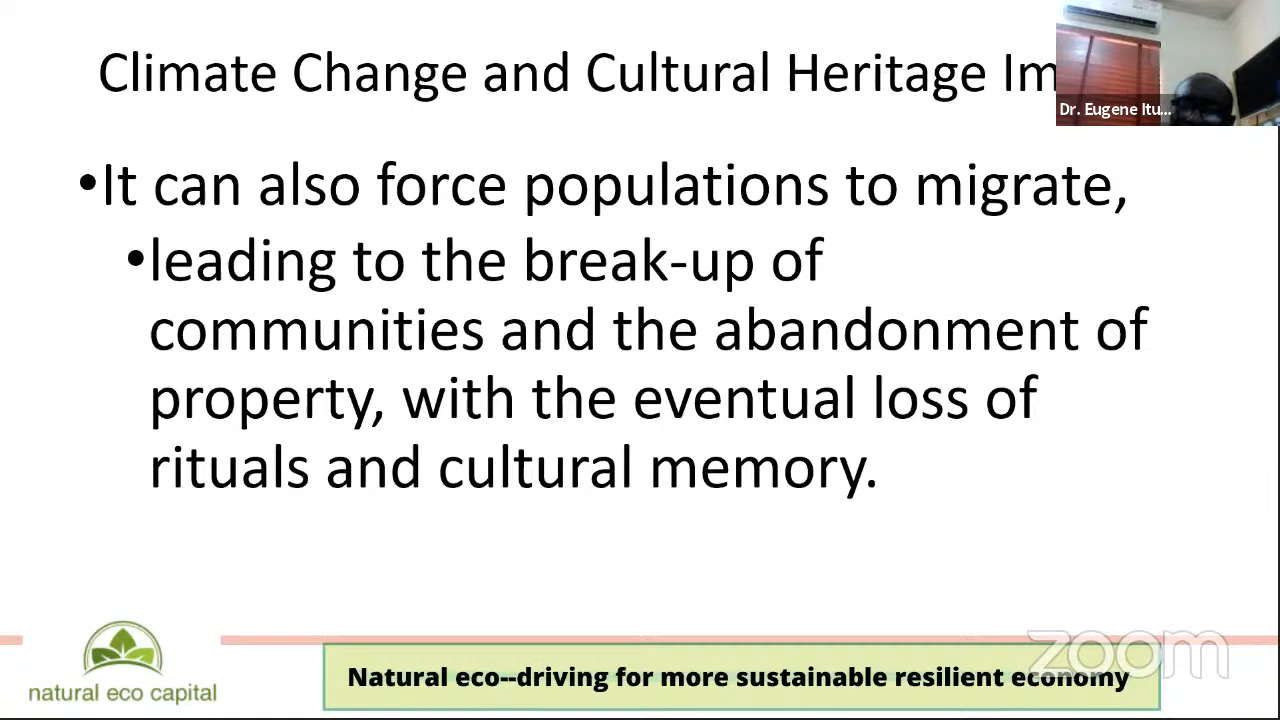 Climate Change and Cultural Heritage Im
Dr. Eugene Itu...
•It can also force populations to migrate,
•leading to the break-up of
communities and the abandonment of
property, with the eventual loss of
rituals and cultural memory.
natural eco capital
Natural eco--driving for more sustainable resilient economy
zoom